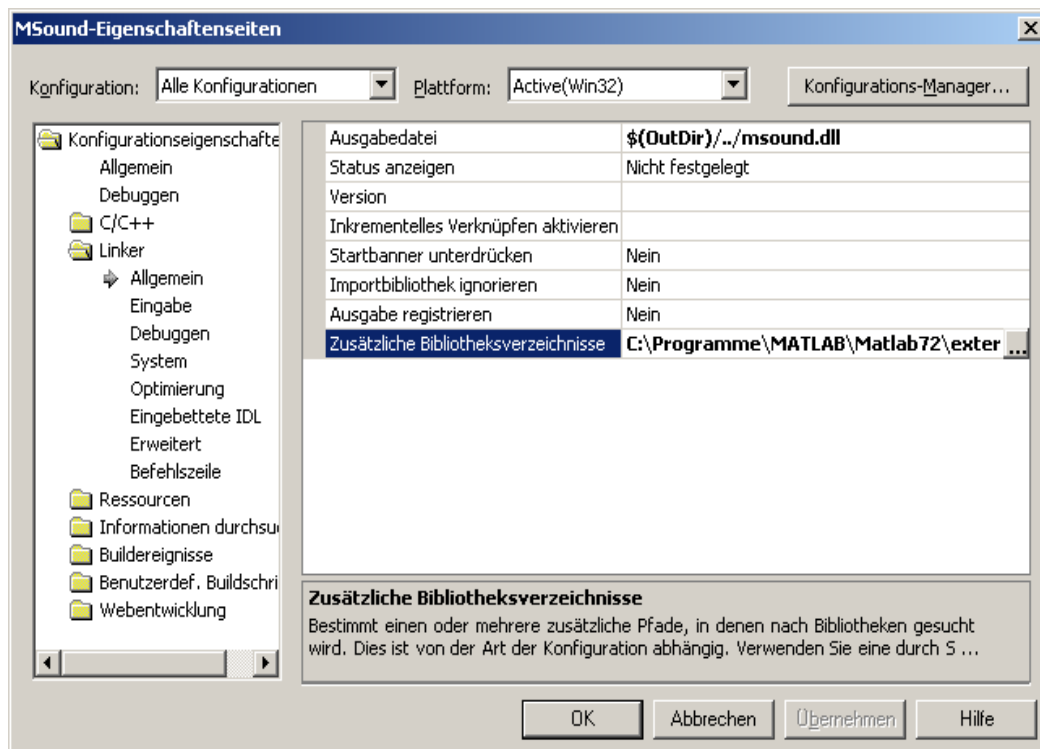 MSound-Eigenschaftenseiten
Konfiguration: Alle Konfigurationen Plattform: Active(Win32) Konfigurations-Manager...
Konfigurationseigenschafte
Allgemein
Debuggen
C/C++
Linker
Allgemein
Eingabe
Debuggen
System
Optimierung
Eingebettete IDL
Erweitert
Befehlszeile
Ressourcen
Informationen durchsu
Buildereignisse
Benutzerdef. Buildschri
Webentwicklung
Ausgabedatei $(OutDir)/../msound.dll
Status anzeigen Nicht festgelegt
Version
Inkrementelles Verknüpfen aktivieren
Startbanner unterdrücken Nein
Importbibliothek ignorieren Nein
Ausgabe registrieren Nein
Zusätzliche Bibliotheksverzeichnisse C:\Programme\MATLAB\Matlab72\exter ...
Zusätzliche Bibliotheksverzeichnisse
Bestimmt einen oder mehrere zusätzliche Pfade, in denen nach Bibliotheken gesucht
wird. Dies ist von der Art der Konfiguration abhängig. Verwenden Sie eine durch S ...
OK Abbrechen Übernehmen Hilfe